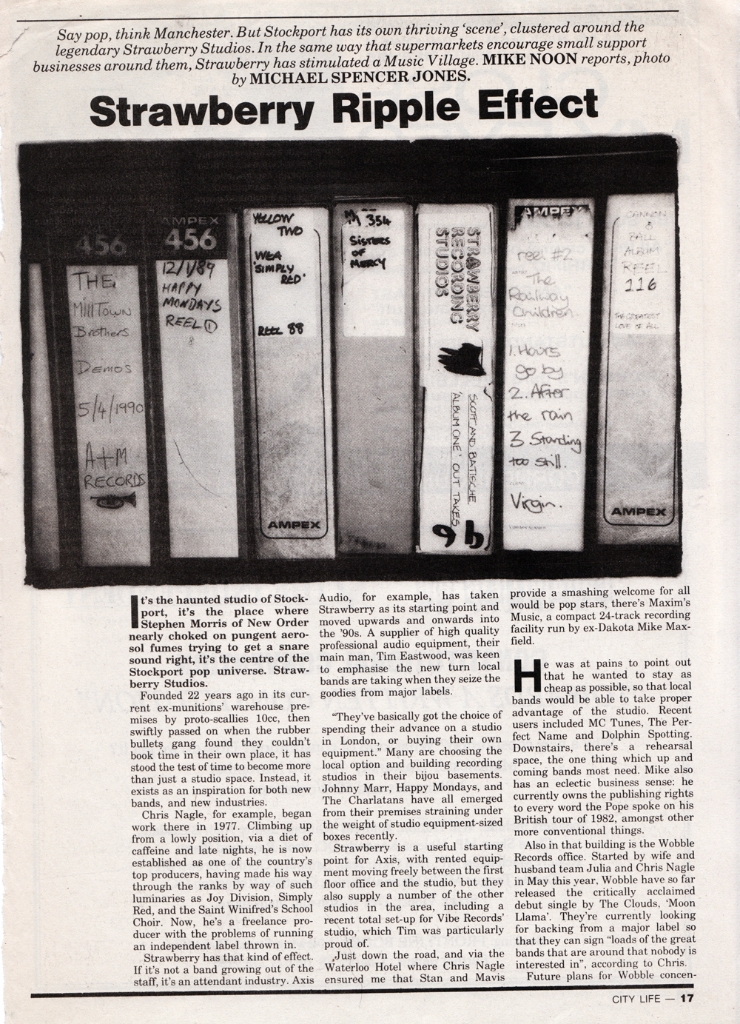 Say pop, think Manchester. But Stockport has its own thriving ‘scene’, clustered around the
legendary Strawberry Studios. In the same way that supermarkets encourage small support
businesses around them, Strawberry has stimulated a Music Village. MIKE NOON reports, photo
by MICHAEL SPENCER JONES.
Strawberry Ripple Effect
456
THE
MillTown
Brothers
Demos
5/4/1990
A+M
RECORDS
AMPEX
456
12/1/89
HAPPY
MONDAYS
REEL ①
YELLOW
TWO
WEA
'SIMPLY
RED'
REEL 88
AMPEX
M 354
SISTERS
OF
MERCY
STRAWBERRY
RECORDING
STUDIOS
SCOTT AND BATISCHE
ALBUM ONE' OUT TAKES
9b
AMPEX
reel #2
The
Railway
Children
1. Hours
go by
2. After
the rain
3 Standing
too still.
Virgin.
CANNON
&
BALL
ALBUM
REEL
116
THE GREATEST
LOVE OF ALL
AMPEX
It's the haunted studio of Stock-
port, it's the place where
Stephen Morris of New Order
nearly choked on pungent aero-
sol fumes trying to get a snare
sound right, it's the centre of the
Stockport pop universe. Straw-
berry Studios.
Founded 22 years ago in its cur-
rent ex-munitions' warehouse pre-
mises by proto-scallies 10cc, then
swiftly passed on when the rubber
bullets gang found they couldn't
book time in their own place, it has
stood the test of time to become more
than just a studio space. Instead, it
exists as an inspiration for both new
bands, and new industries.
Chris Nagle, for example, began
work there in 1977. Climbing up
from a lowly position, via a diet of
caffeine and late nights, he is now
established as one of the country's
top producers, having made his way
through the ranks by way of such
luminaries as Joy Division, Simply
Red, and the Saint Winifred's School
Choir. Now, he's a freelance pro-
ducer with the problems of running
an independent label thrown in.
Strawberry has that kind of effect.
If it's not a band growing out of the
staff, it's an attendant industry. Axis
Audio, for example, has taken
Strawberry as its starting point and
moved upwards and onwards into
the '90s. A supplier of high quality
professional audio equipment, their
main man, Tim Eastwood, was keen
to emphasise the new turn local
bands are taking when they seize the
goodies from major labels.
"They've basically got the choice of
spending their advance on a studio
in London, or buying their own
equipment." Many are choosing the
local option and building recording
studios in their bijou basements.
Johnny Marr, Happy Mondays, and
The Charlatans have all emerged
from their premises straining under
the weight of studio equipment-sized
boxes recently.
Strawberry is a useful starting
point for Axis, with rented equip-
ment moving freely between the first
floor office and the studio, but they
also supply a number of the other
studios in the area, including a
recent total set-up for Vibe Records'
studio, which Tim was particularly
proud of.
Just down the road, and via the
Waterloo Hotel where Chris Nagle
ensured me that Stan and Mavis
provide a smashing welcome for all
would be pop stars, there's Maxim's
Music, a compact 24-track recording
facility run by ex-Dakota Mike Max-
field.
He was at pains to point out
that he wanted to stay as
cheap as possible, so that local
bands would be able to take proper
advantage of the studio. Recent
users included MC Tunes, The Per-
fect Name and Dolphin Spotting.
Downstairs, there's a rehearsal
space, the one thing which up and
coming bands most need. Mike also
has an eclectic business sense: he
currently owns the publishing rights
to every word the Pope spoke on his
British tour of 1982, amongst other
more conventional things.
Also in that building is the Wobble
Records office. Started by wife and
husband team Julia and Chris Nagle
in May this year, Wobble have so far
released the critically acclaimed
debut single by The Clouds, 'Moon
Llama'. They're currently looking
for backing from a major label so
that they can sign "loads of the great
bands that are around that nobody is
interested in", according to Chris.
Future plans for Wobble concen-
CITY LIFE — 17